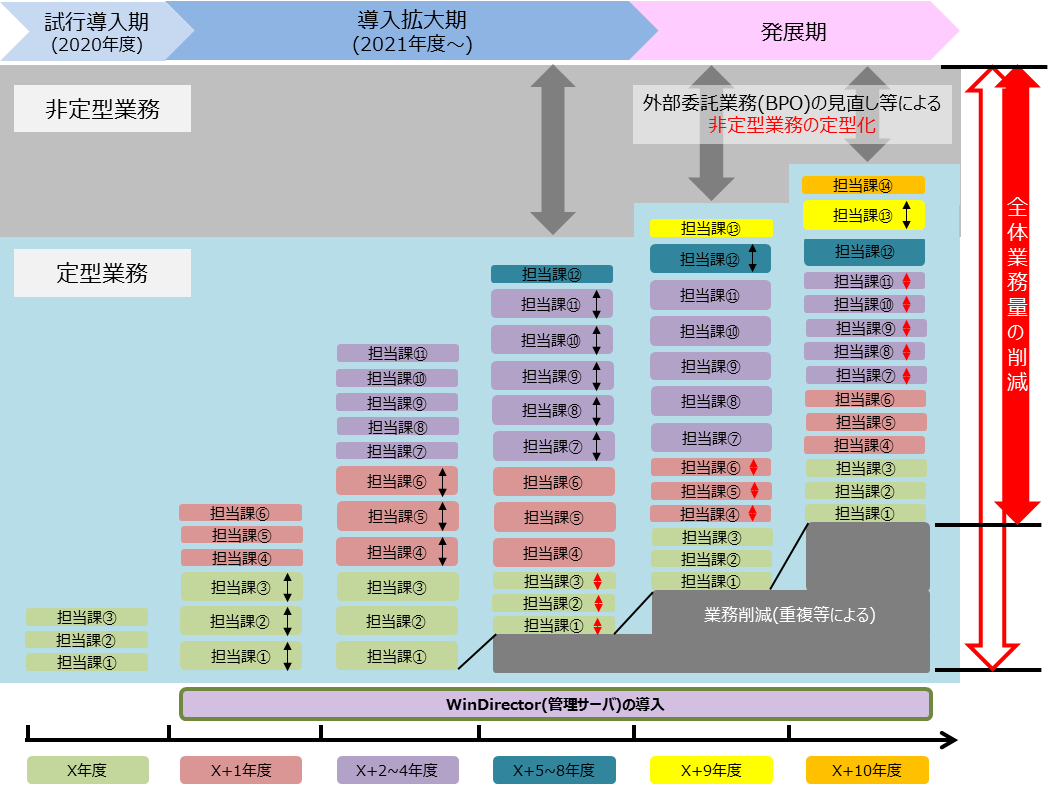 試行導入期
(2020年度)
導入拡大期
(2021年度～)
発展期
非定型業務
外部委託業務(BPO)の見直し等による
非定型業務の定型化
定型業務
全体業務量の削減
担当課③
担当課②
担当課①
担当課⑥
担当課⑤
担当課④
担当課③
担当課②
担当課①
担当課⑪
担当課⑩
担当課⑨
担当課⑧
担当課⑦
担当課⑥
担当課⑤
担当課④
担当課③
担当課②
担当課①
担当課⑫
担当課⑪
担当課⑩
担当課⑨
担当課⑧
担当課⑦
担当課⑥
担当課⑤
担当課④
担当課③
担当課②
担当課①
担当課⑬
担当課⑫
担当課⑪
担当課⑩
担当課⑨
担当課⑧
担当課⑦
担当課⑥
担当課⑤
担当課④
担当課③
担当課②
担当課①
担当課⑭
担当課⑬
担当課⑫
担当課⑪
担当課⑩
担当課⑨
担当課⑧
担当課⑦
担当課⑥
担当課⑤
担当課④
担当課③
担当課②
担当課①
業務削減(重複等による)
WinDirector(管理サーバ)の導入
X年度
X+1年度
X+2~4年度
X+5~8年度
X+9年度
X+10年度